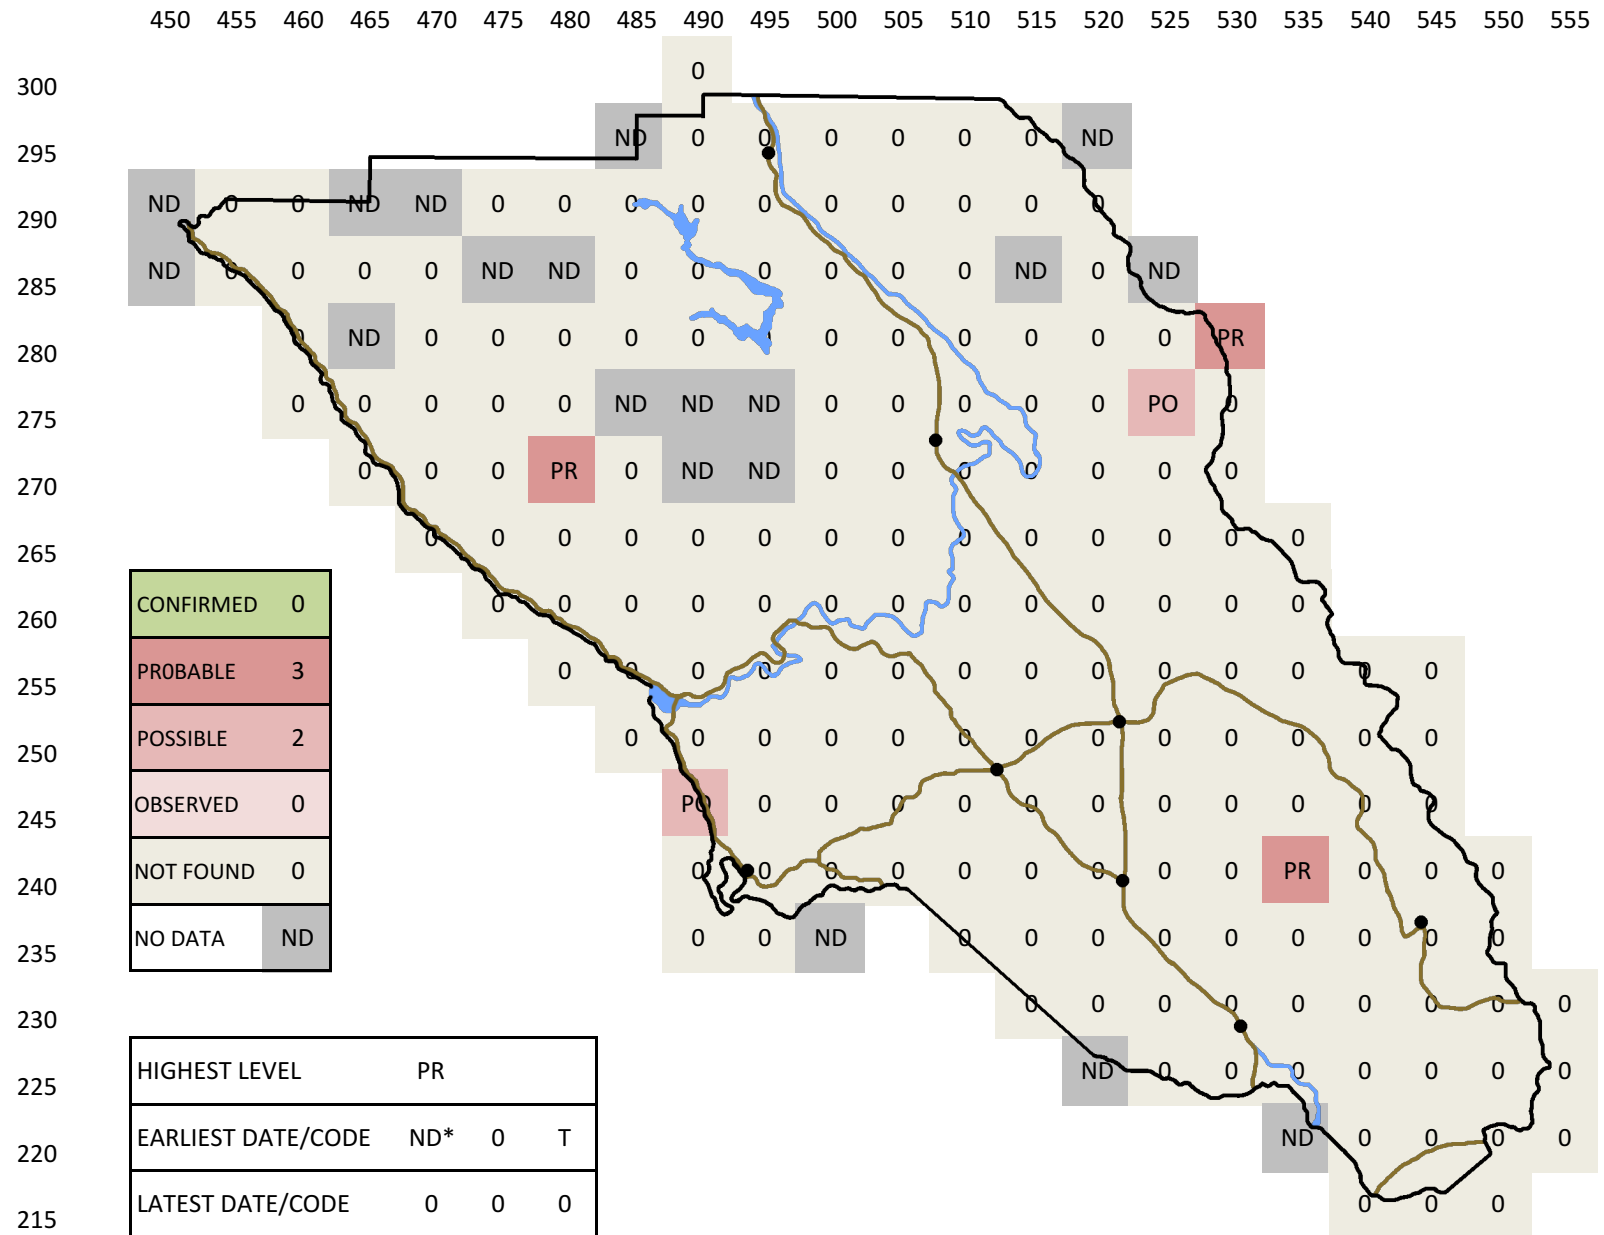 450 455 460 465 470 475 480 485 490 495 500 505 510 515 520 525 530 535 540 545 550 555
300 0
295 ND 0 0 0 0 0 0 ND
290 ND 0 0 ND ND 0 0 0 0 0 0 0 0 0 0
285 ND 0 0 0 0 ND ND 0 0 0 0 0 0 ND 0 ND
280 0 ND 0 0 0 0 0 0 0 0 0 0 0 0 PR
275 0 0 0 0 0 ND ND ND 0 0 0 0 0 PO 0
270 0 0 0 PR 0 ND ND 0 0 0 0 0 0 0
265 0 0 0 0 0 0 0 0 0 0 0 0 0 0
260 CONFIRMED 0 0 0 0 0 0 0 0 0 0 0 0 0 0
255 PR0BABLE 3 0 0 0 0 0 0 0 0 0 0 0 0 0 0
250 POSSIBLE 2 0 0 0 0 0 0 0 0 0 0 0 0 0
245 OBSERVED 0 PO 0 0 0 0 0 0 0 0 0 0 0
240 NOT FOUND 0 0 0 0 0 0 0 0 0 0 PR 0 0 0
235 NO DATA ND 0 0 ND 0 0 0 0 0 0 0 0 0
230 0 0 0 0 0 0 0 0 0
225 HIGHEST LEVEL PR ND 0 0 0 0 0 0 0
220 EARLIEST DATE/CODE ND* 0 T ND 0 0 0 0
215 LATEST DATE/CODE 0 0 0 0 0 0